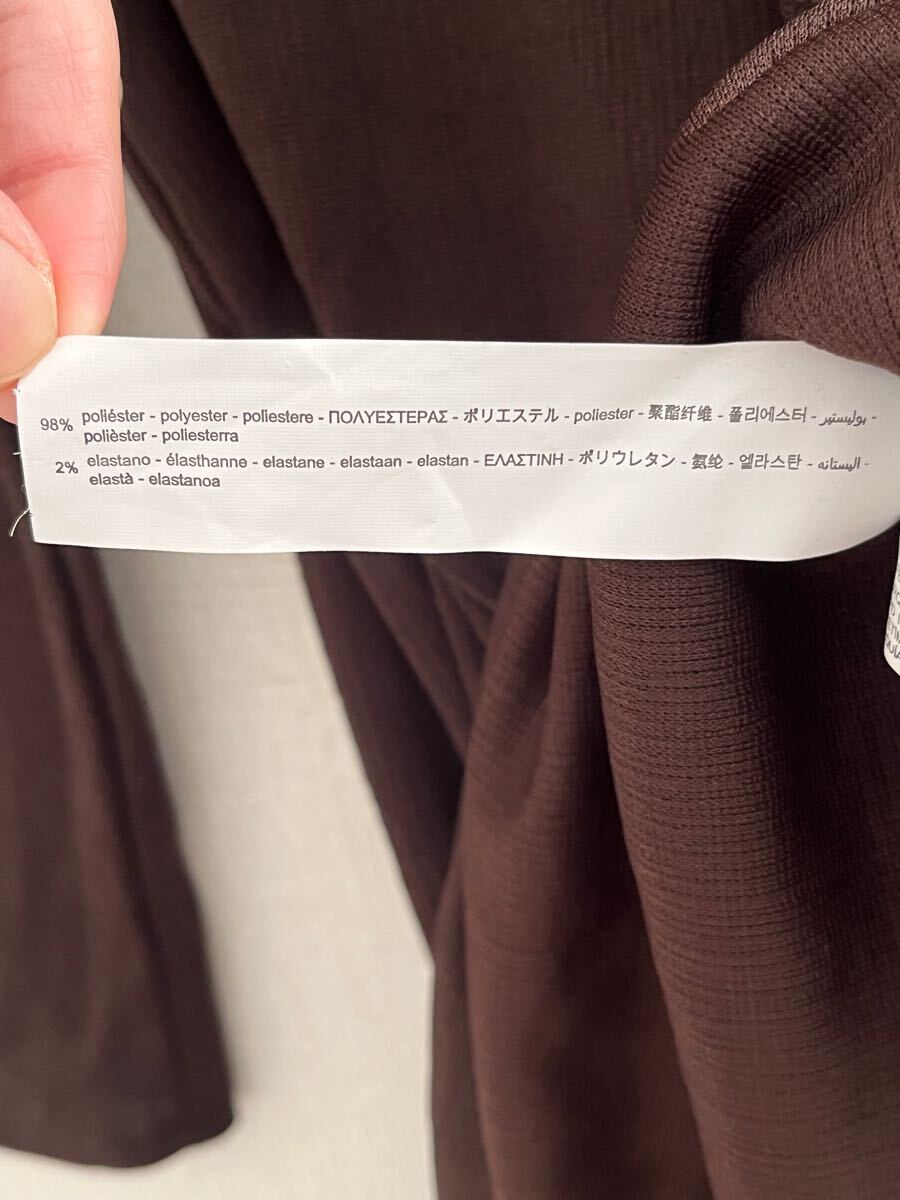 98% poliéster - polyester - poliestere - ΠΟΛΥΕΣΤΕΡΑΣ - ポリエステル - poliester - 聚酯纤维 - 폴리에스터 - بوليستير -
polièster - poliesterra
2% elastano - élasthanne - elastane - elastaan - elastan - ΕΛΑΣΤΙΝΗ - ポリウレタン - 氨纶 - 엘라스탄 - اليستانه -
elastà - elastanoa